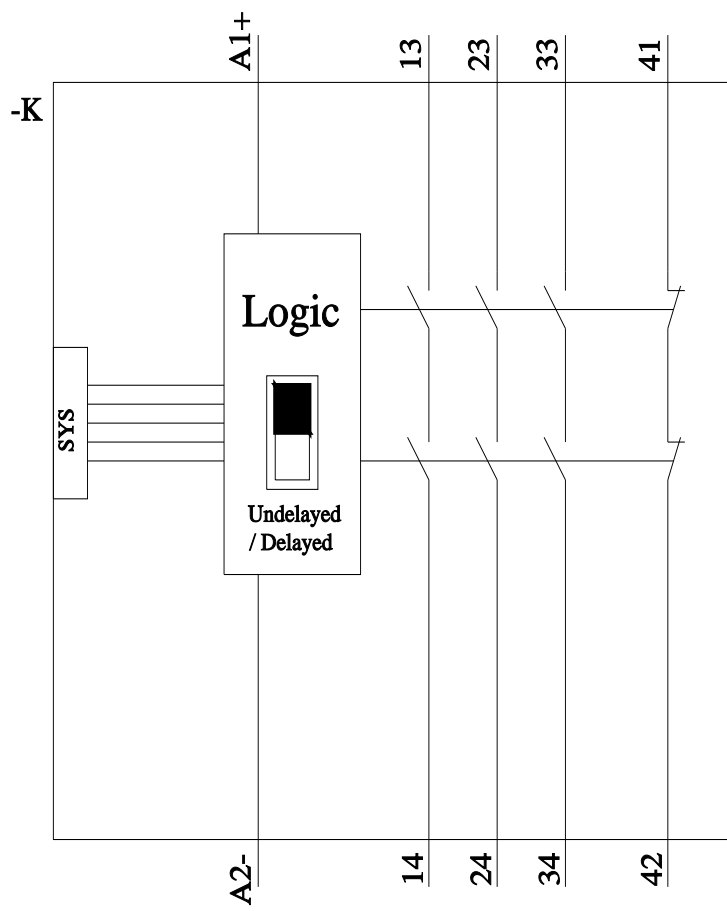 A1+
13
23
33
41
-K
Logic
SYS
Undelayed
/ Delayed
A2-
14
24
34
42